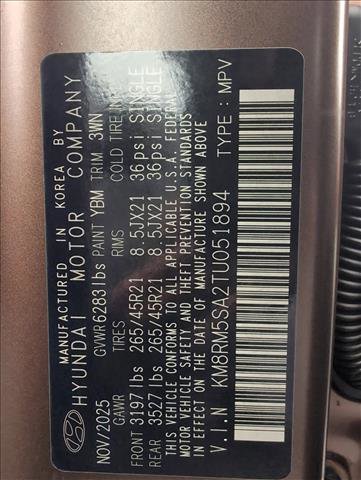 MANUFACTURED IN KOREA BY
HYUNDAI MOTOR COMPANY
NOV/2025 GVWR 6283 lbs PAINT YBM TRIM 3WN
GAWR TIRES RIMS COLD TIRE INF
FRONT 3197 lbs 265/45R21 8.5JX21 36psi SINGLE
REAR 3527 lbs 265/45R21 8.5JX21 36psi SINGLE
THIS VEHICLE CONFORMS TO ALL APPLICABLE U.S.A. FEDERAL
MOTOR VEHICLE SAFETY AND THEFT PREVENTION STANDARDS
IN EFFECT ON THE DATE OF MANUFACTURE SHOWN ABOVE
V.I.N KM8RM5SA2TU051894 TYPE: MPV